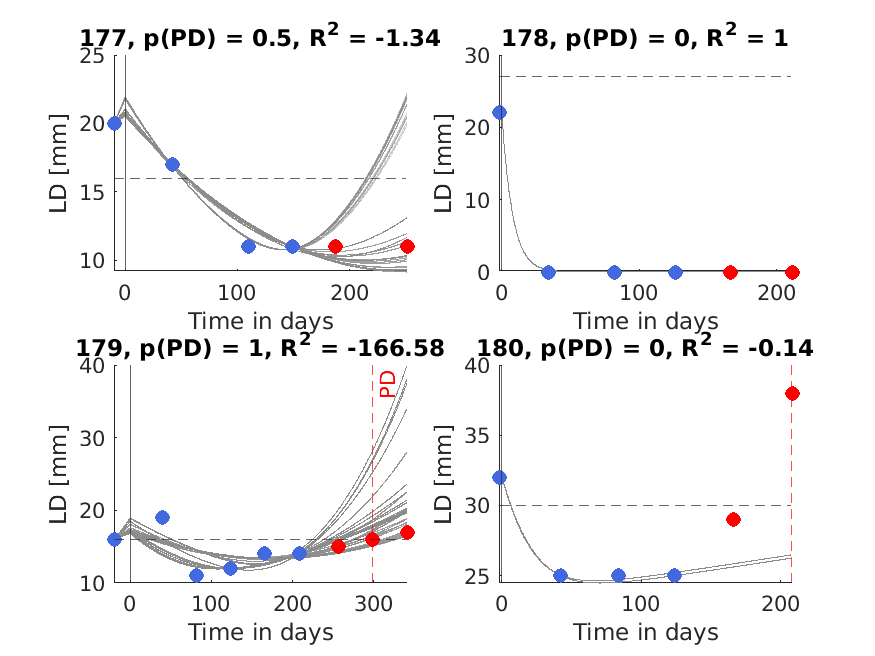 177, p(PD) = 0.5, R² = -1.34
25
20
15
10
LD [mm]
0
100
200
Time in days
178, p(PD) = 0, R² = 1
30
20
10
0
LD [mm]
0
100
200
Time in days
179, p(PD) = 1, R² = -166.58
40
30
20
10
LD [mm]
PD
0
100
200
300
Time in days
180, p(PD) = 0, R² = -0.14
40
35
30
25
LD [mm]
0
100
200
Time in days